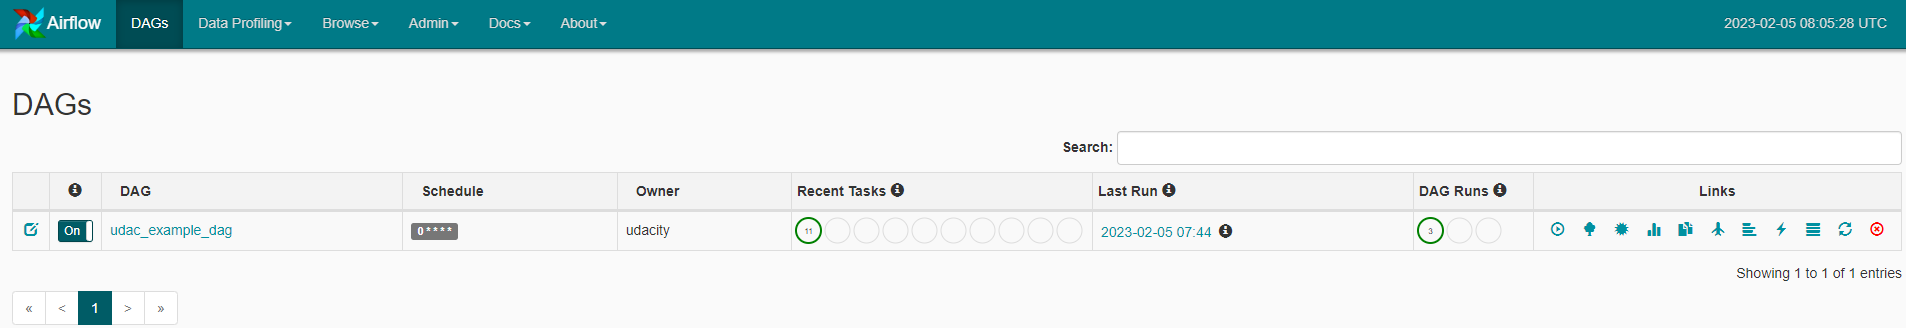 Airflow DAGs Data Profiling Browse Admin Docs About 2023-02-05 08:05:28 UTC
DAGs
Search:
DAG Schedule Owner Recent Tasks Last Run DAG Runs Links
On udac_example_dag 0 * * * * udacity 11 2023-02-05 07:44 3
Showing 1 to 1 of 1 entries
« < 1 > »